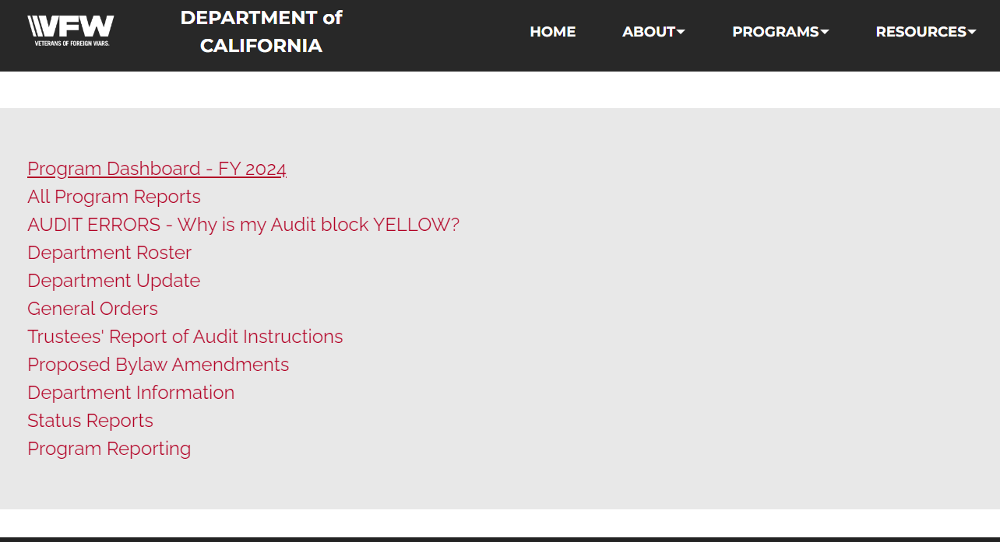 VFW
VETERANS OF FOREIGN WARS.
DEPARTMENT of
CALIFORNIA
HOME
ABOUT
PROGRAMS
RESOURCES
Program Dashboard - FY 2024
All Program Reports
AUDIT ERRORS - Why is my Audit block YELLOW?
Department Roster
Department Update
General Orders
Trustees' Report of Audit Instructions
Proposed Bylaw Amendments
Department Information
Status Reports
Program Reporting